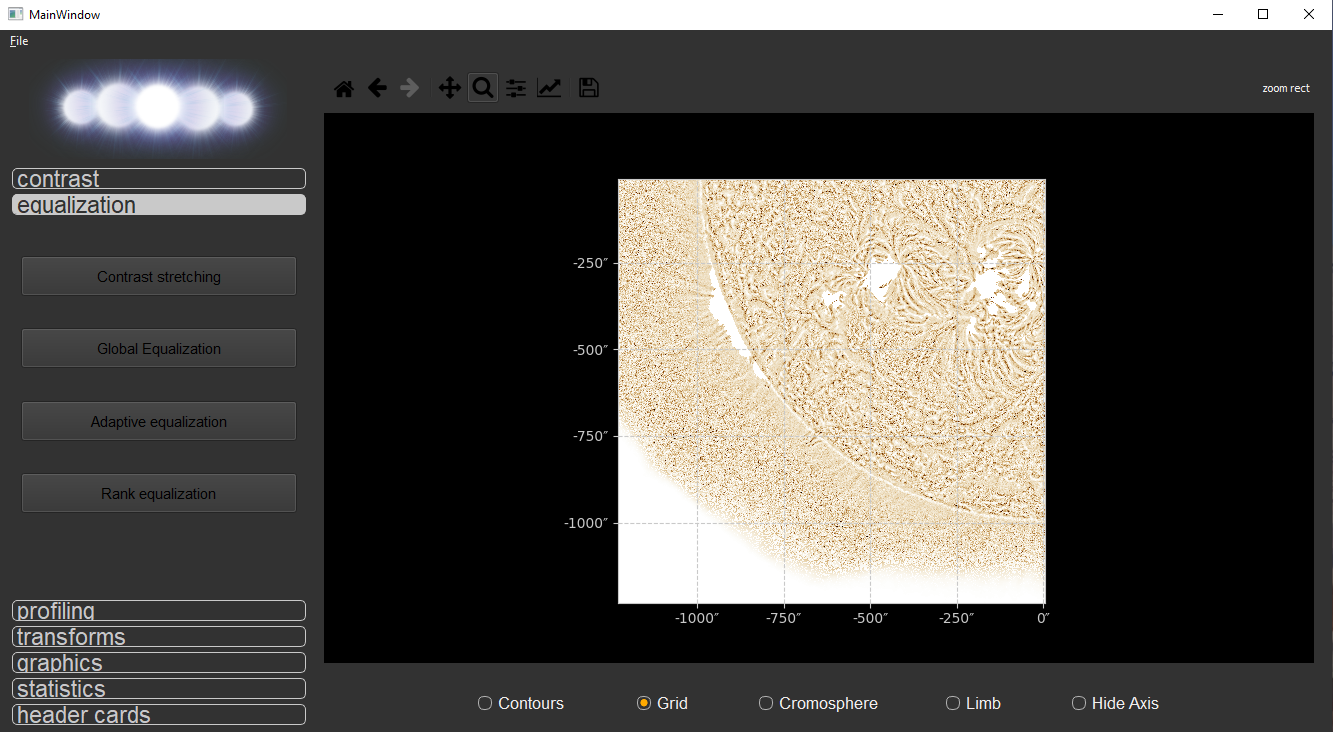 MainWindow
File
zoom rect
contrast
equalization
Contrast stretching
Global Equalization
Adaptive equalization
Rank equalization
profiling
transforms
graphics
statistics
header cards
-250″
-500″
-750″
-1000″
-1000″ -750″ -500″ -250″ 0″
Contours Grid Cromosphere Limb Hide Axis